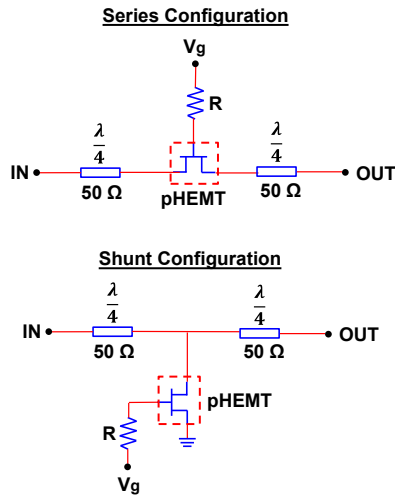 Series Configuration
Vg
R
λ/4
λ/4
IN
OUT
50 Ω
50 Ω
pHEMT
Shunt Configuration
λ/4
λ/4
IN
OUT
50 Ω
50 Ω
pHEMT
R
Vg